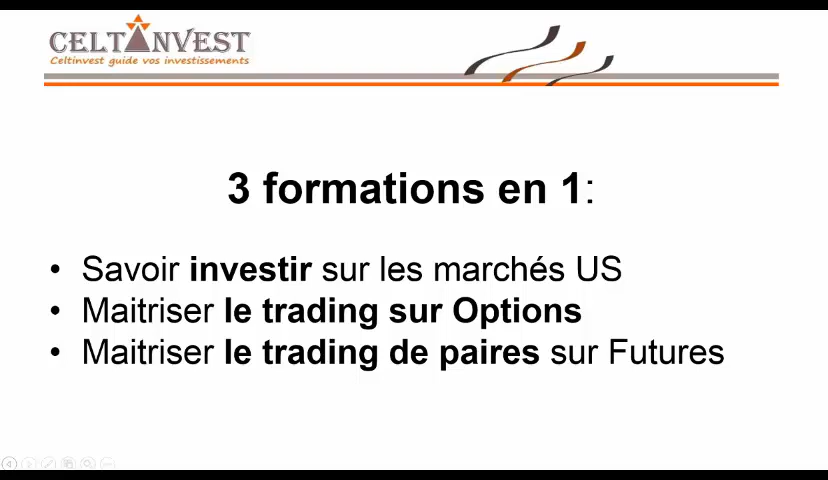 CELTINVEST
Celtinvest guide vos investissements
3 formations en 1:
• Savoir investir sur les marchés US
• Maitriser le trading sur Options
• Maitriser le trading de paires sur Futures